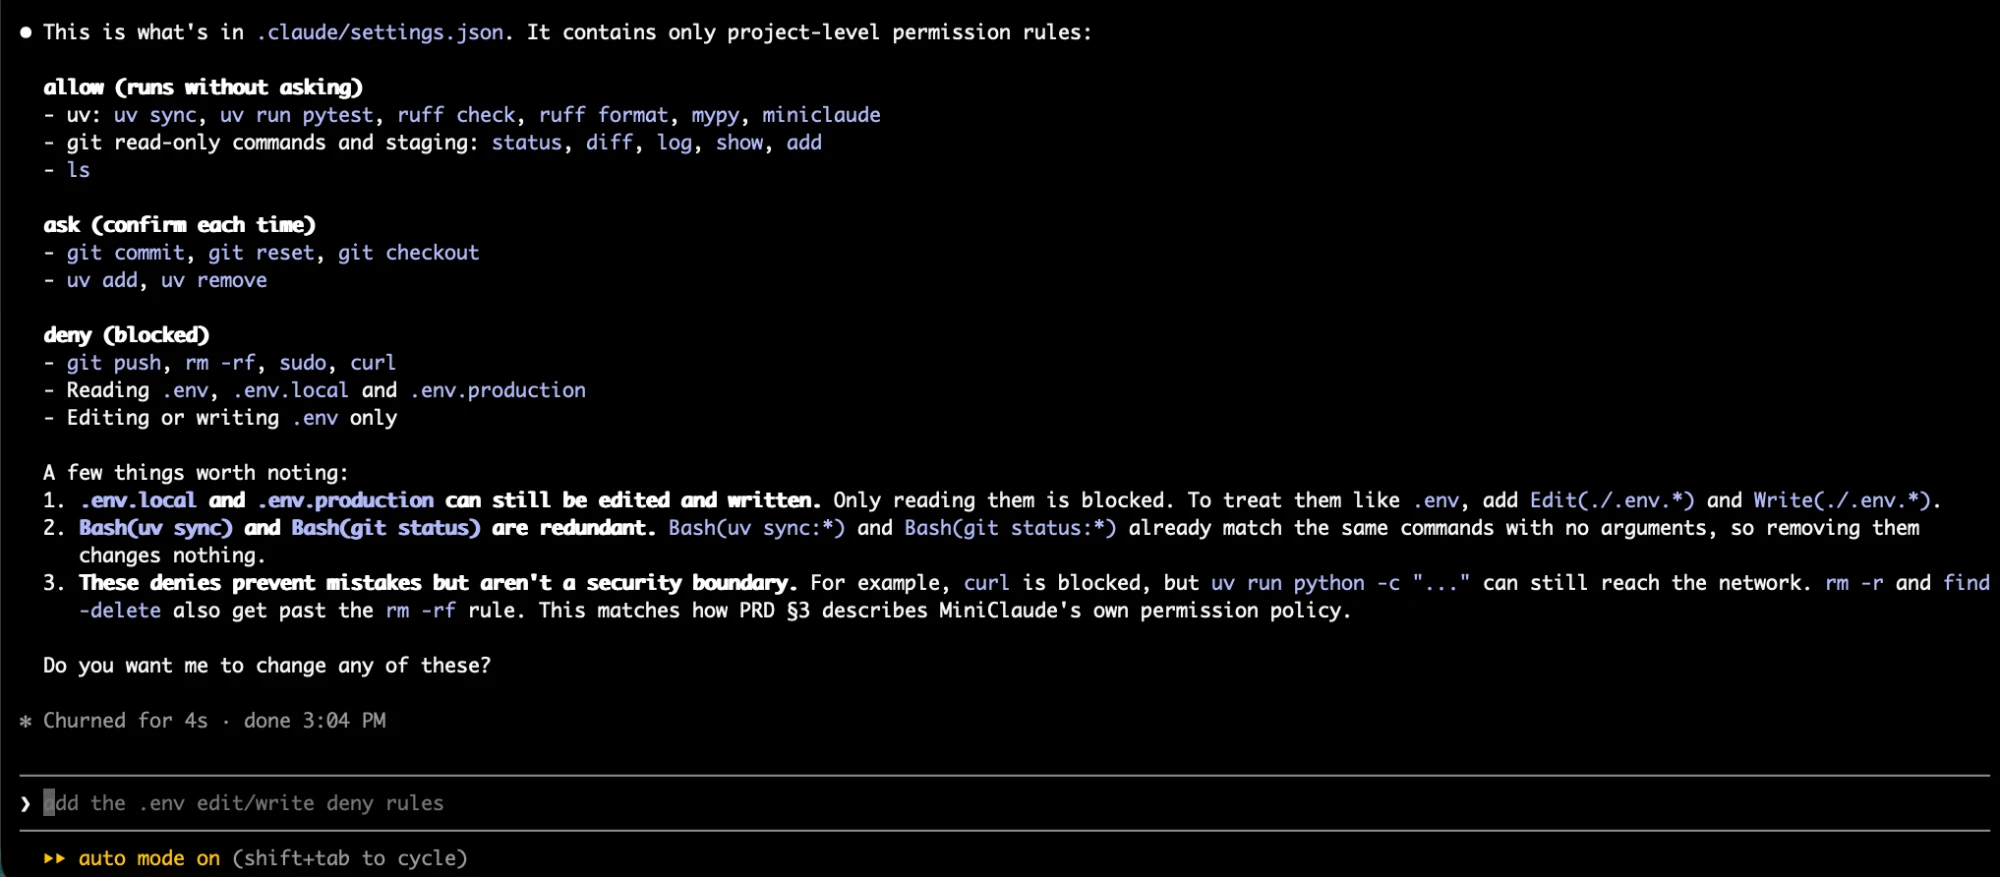 ● This is what's in .claude/settings.json. It contains only project-level permission rules:
allow (runs without asking)
- uv: uv sync, uv run pytest, ruff check, ruff format, mypy, miniclaude
- git read-only commands and staging: status, diff, log, show, add
- ls
ask (confirm each time)
- git commit, git reset, git checkout
- uv add, uv remove
deny (blocked)
- git push, rm -rf, sudo, curl
- Reading .env, .env.local and .env.production
- Editing or writing .env only
A few things worth noting:
1. .env.local and .env.production can still be edited and written. Only reading them is blocked. To treat them like .env, add Edit(./.env.*) and Write(./.env.*).
2. Bash(uv sync) and Bash(git status) are redundant. Bash(uv sync:*) and Bash(git status:*) already match the same commands with no arguments, so removing them
changes nothing.
3. These denies prevent mistakes but aren't a security boundary. For example, curl is blocked, but uv run python -c "..." can still reach the network. rm -r and find
-delete also get past the rm -rf rule. This matches how PRD §3 describes MiniClaude's own permission policy.
Do you want me to change any of these?
✻ Churned for 4s · done 3:04 PM
❯ add the .env edit/write deny rules
⏵⏵ auto mode on (shift+tab to cycle)